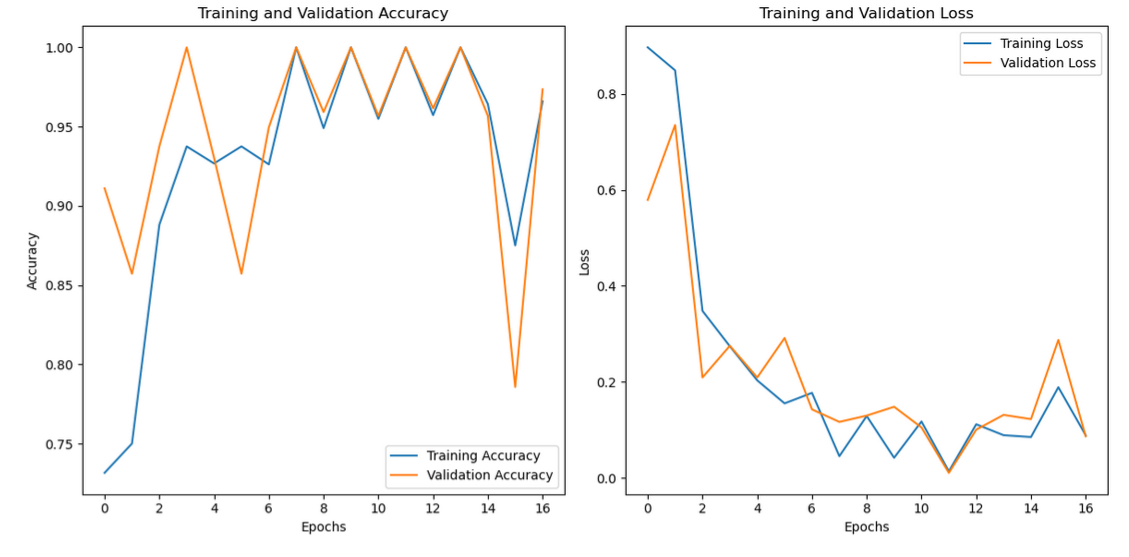 Training and Validation Accuracy
1.00
0.95
0.90
0.85
0.80
0.75
Accuracy
0 2 4 6 8 10 12 14 16
Epochs
Training Accuracy
Validation Accuracy
Training and Validation Loss
0.8
0.6
0.4
0.2
0.0
Loss
0 2 4 6 8 10 12 14 16
Epochs
Training Loss
Validation Loss